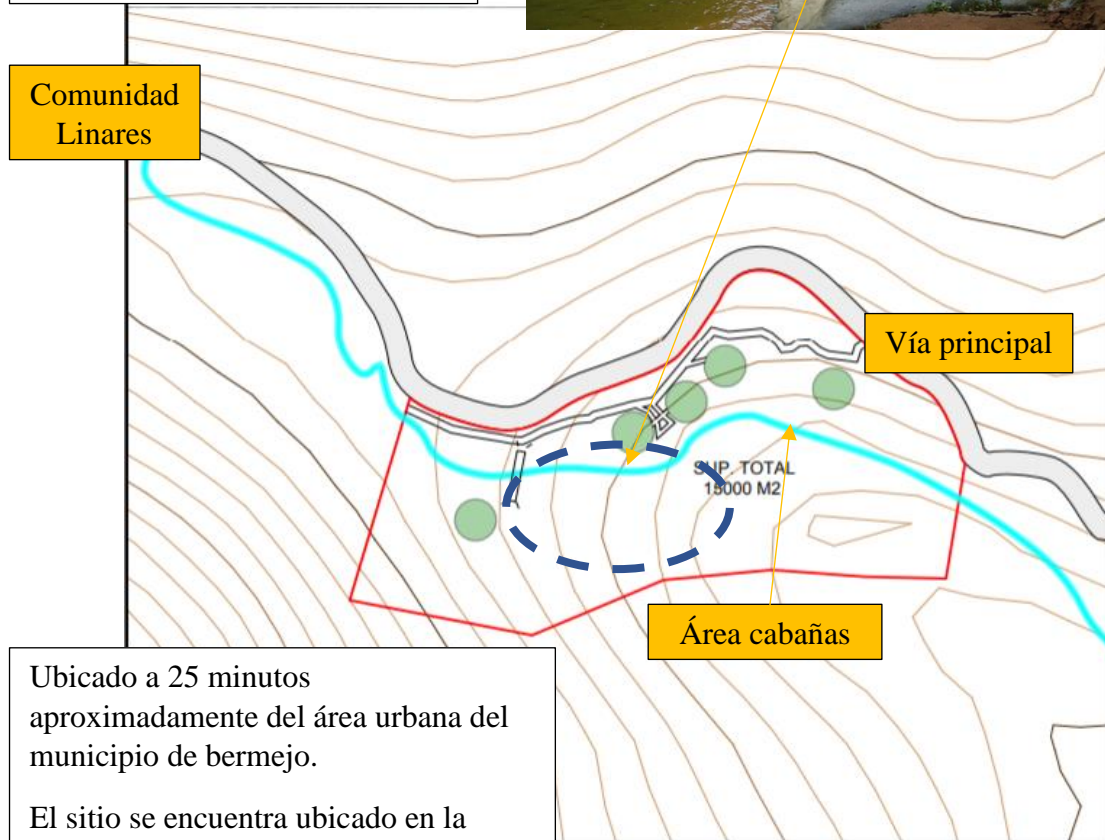 Comunidad
Linares
Vía principal
SUP. TOTAL
15000 M2
Área cabañas
Ubicado a 25 minutos
aproximadamente del área urbana del
municipio de bermejo.
El sitio se encuentra ubicado en la